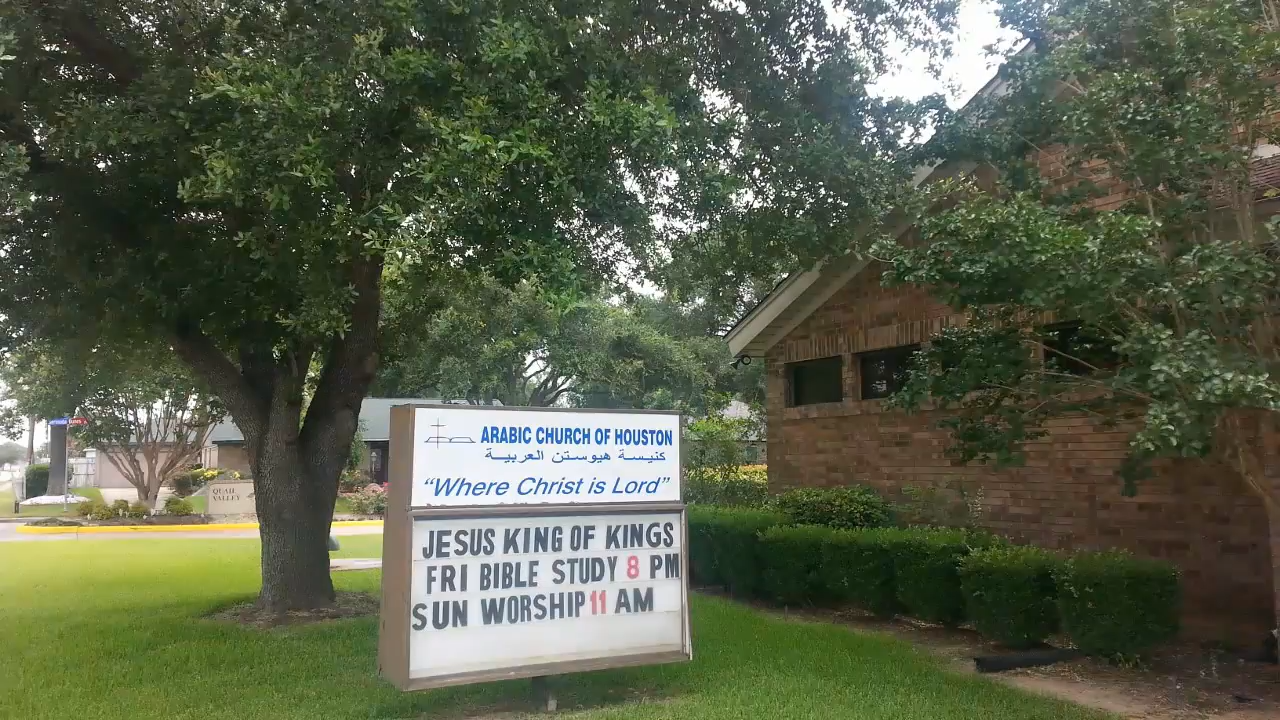 ARABIC CHURCH OF HOUSTON
كنيسة هيوستن العربية
“Where Christ is Lord”
JESUS KING OF KINGS
FRI BIBLE STUDY 8 PM
SUN WORSHIP 11 AM
QUAIL
VALLEY